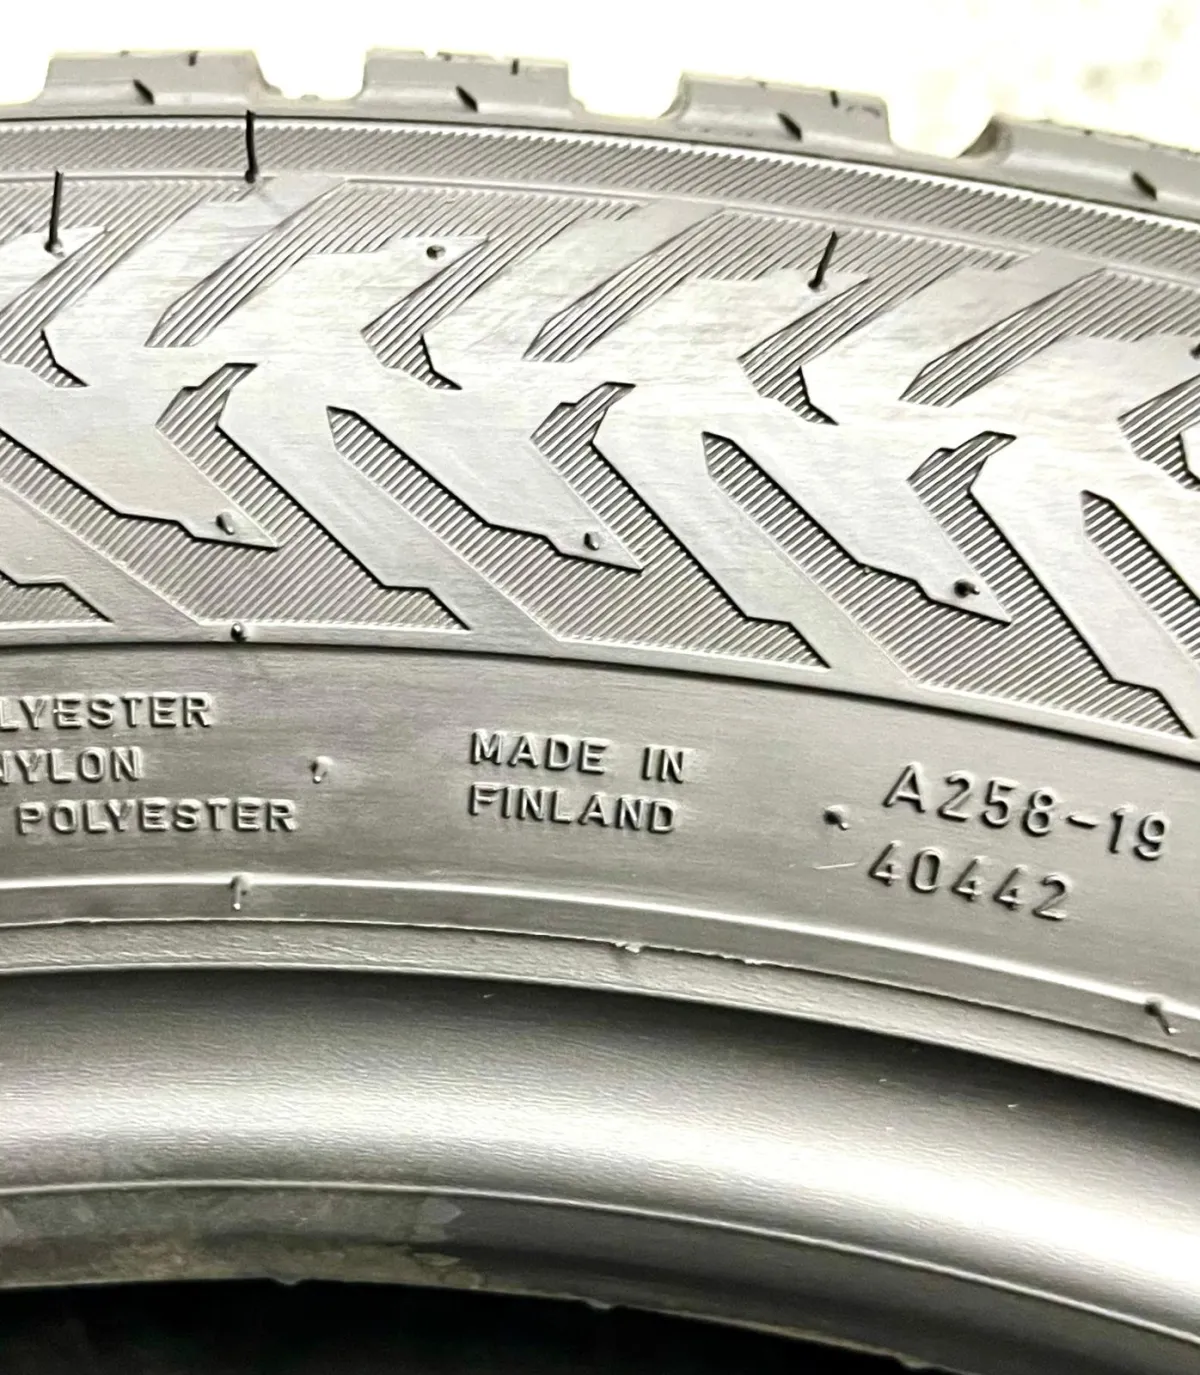 LYESTER
NYLON
POLYESTER
MADE IN
FINLAND
A258-19
40442